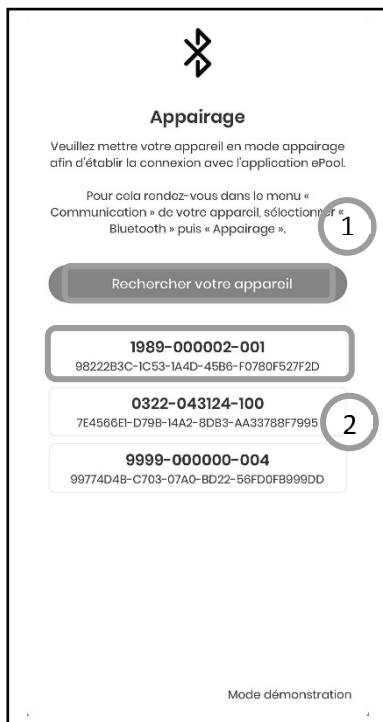 Appairage
Veuillez mettre votre appareil en mode appairage
afin d'établir la connexion avec l'application ePool.
Pour cela rendez-vous dans le menu «
Communication » de votre appareil, sélectionner «
Bluetooth » puis « Appairage ».
1
Rechercher votre appareil
1989-000002-001
98222B3C-1C53-1A4D-45B6-F0780F527F2D
0322-043124-100
7E4566E1-D79B-14A2-8DB3-AA33788F7995
2
9999-000000-004
99774D4B-C703-07A0-BD22-56FD0FB999DD
Mode démonstration